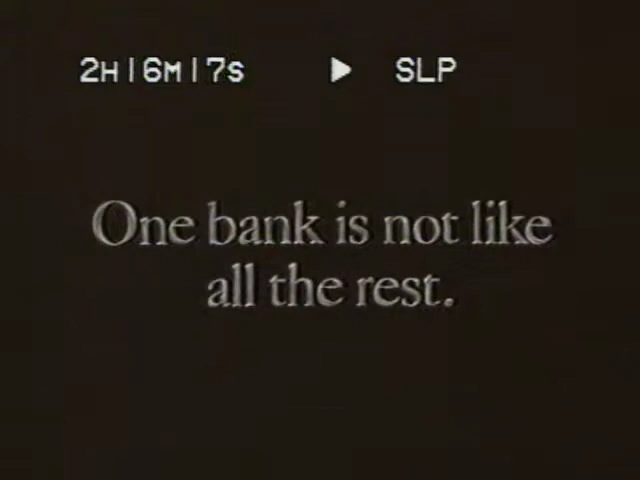 2H16M17S ▶ SLP
One bank is not like
all the rest.